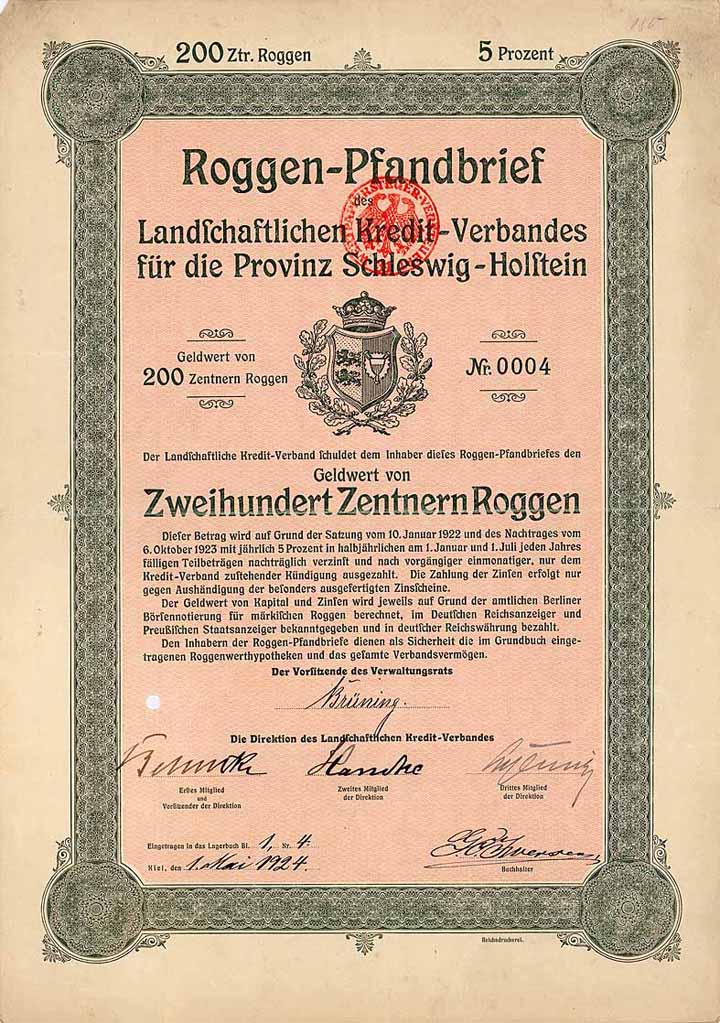 200 Ztr. Roggen 5 Prozent
Roggen-Pfandbrief
des
Landſchaftlichen Kredit-Verbandes
für die Provinz Schleswig-Holſtein
Geldwert von
200 Zentnern Roggen
Nr. 0004
Der Landſchaftliche Kredit-Verband ſchuldet dem Inhaber dieſes Roggen-Pfandbriefes den
Geldwert von
Zweihundert Zentnern Roggen
Dieſer Betrag wird auf Grund der Satzung vom 10. Januar 1922 und des Nachtrages vom
6. Oktober 1923 mit jährlich 5 Prozent in halbjährlichen am 1. Januar und 1. Juli jeden Jahres
fälligen Teilbeträgen nachträglich verzinſt und nach vorgängiger einmonatiger, nur dem
Kredit-Verband zuſtehender Kündigung ausgezahlt. Die Zahlung der Zinſen erfolgt nur
gegen Aushändigung der beſonders ausgefertigten Zinsſcheine.
Der Geldwert von Kapital und Zinſen wird jeweils auf Grund der amtlichen Berliner
Börſennotierung für märkiſchen Roggen berechnet, im Deutſchen Reichsanzeiger und
Preußiſchen Staatsanzeiger bekanntgegeben und in deutſcher Reichswährung bezahlt.
Den Inhabern der Roggen-Pfandbriefe dienen als Sicherheit die im Grundbuch einge-
tragenen Roggenwerthypotheken und das geſamte Verbandsvermögen.
Der Vorſitzende des Verwaltungsrats
Brüning.
Die Direktion des Landſchaftlichen Kredit-Verbandes
Erſtes Mitglied
und
Vorſitzender der Direktion
Zweites Mitglied
der Direktion
Drittes Mitglied
der Direktion
Eingetragen in das Lagerbuch Bl. 1, Nr. 4.
Kiel, den 1. Mai 1924.
Buchhalter
Reichsdruckerei.